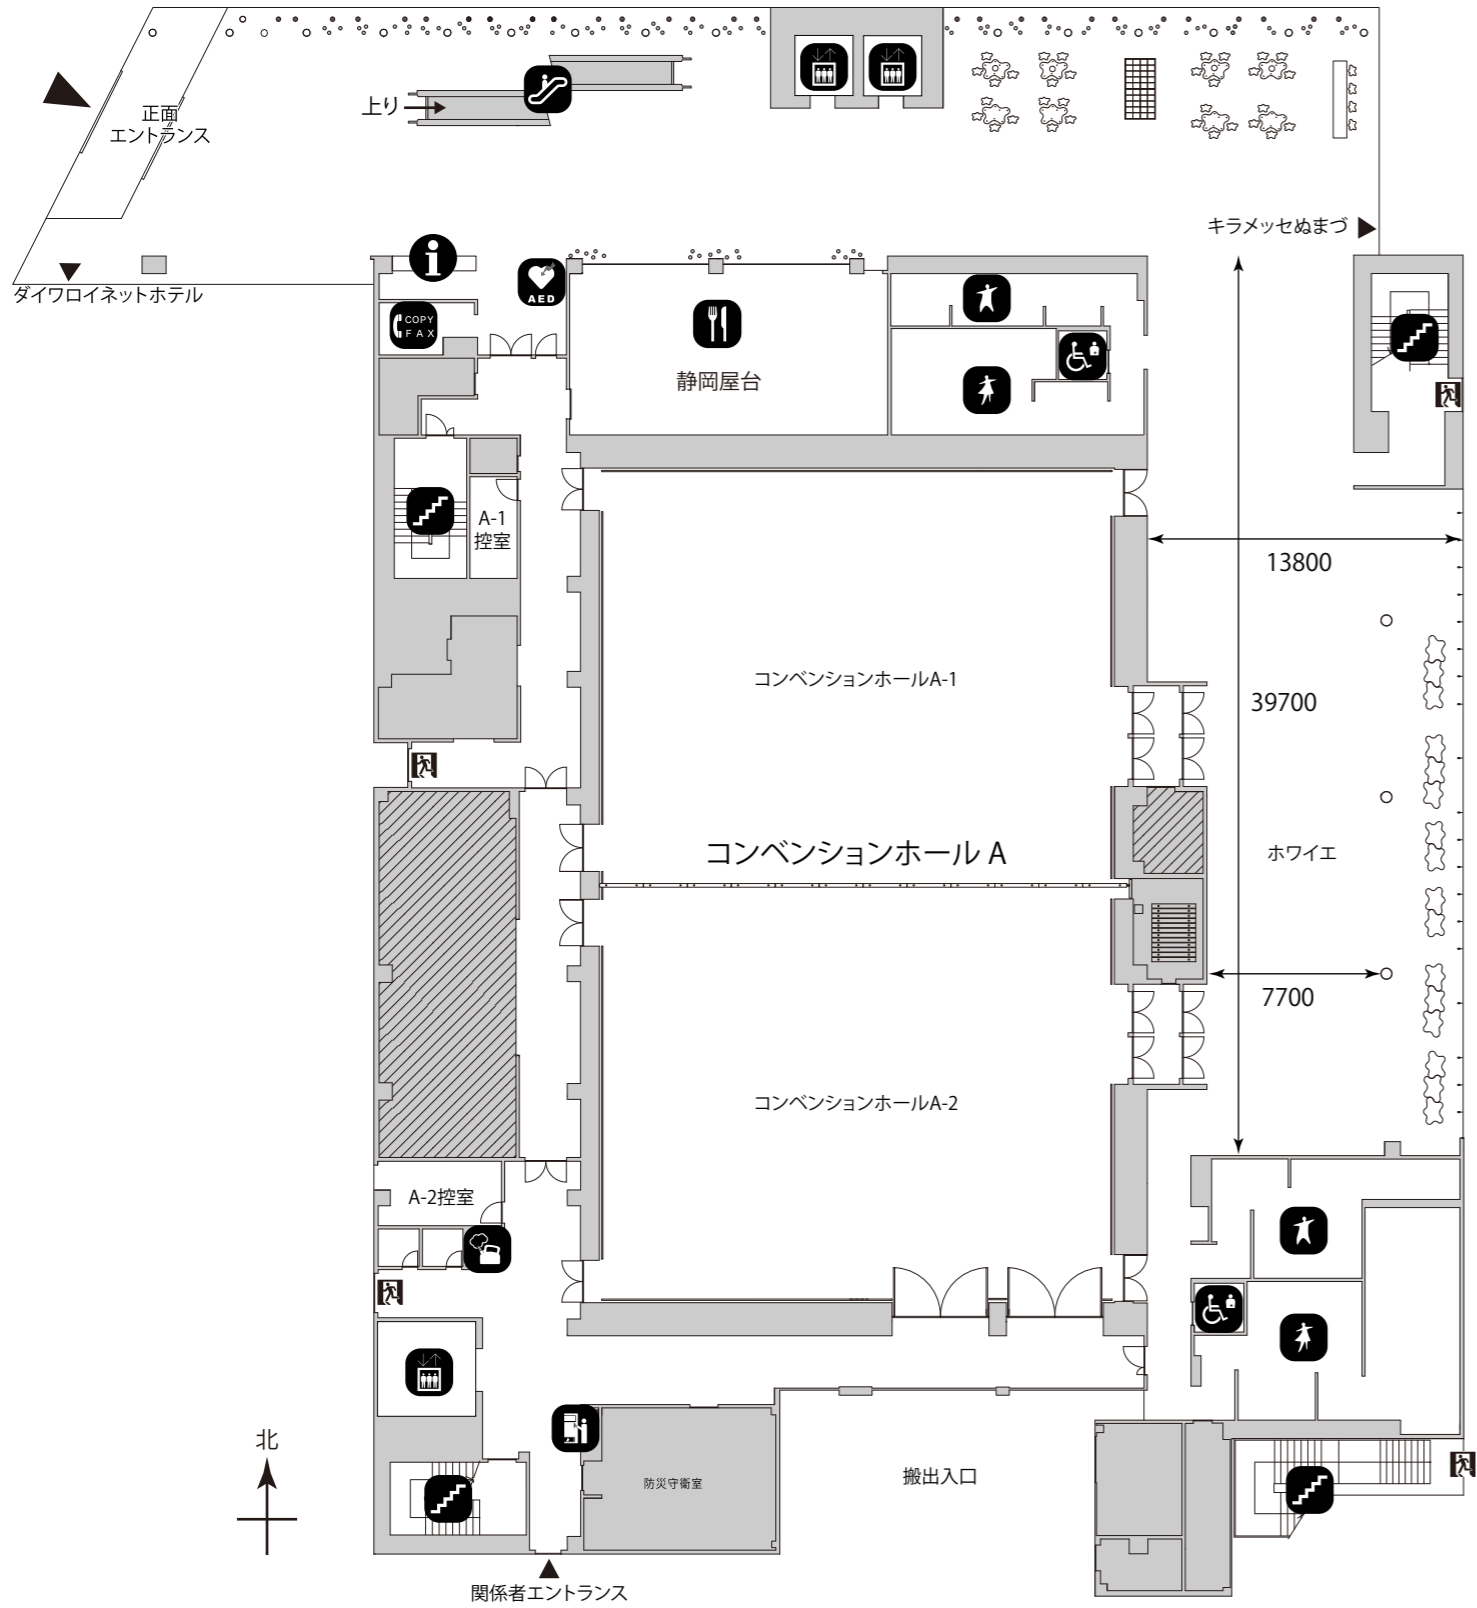 正面
エントランス
上り
キラメッセぬまづ
ダイワロイネットホテル
i
AED
COPY
FAX
静岡屋台
A-1
控室
13800
コンベンションホールA-1
39700
コンベンションホール A
ホワイエ
7700
コンベンションホールA-2
A-2控室
北
防災守衛室
搬出入口
関係者エントランス